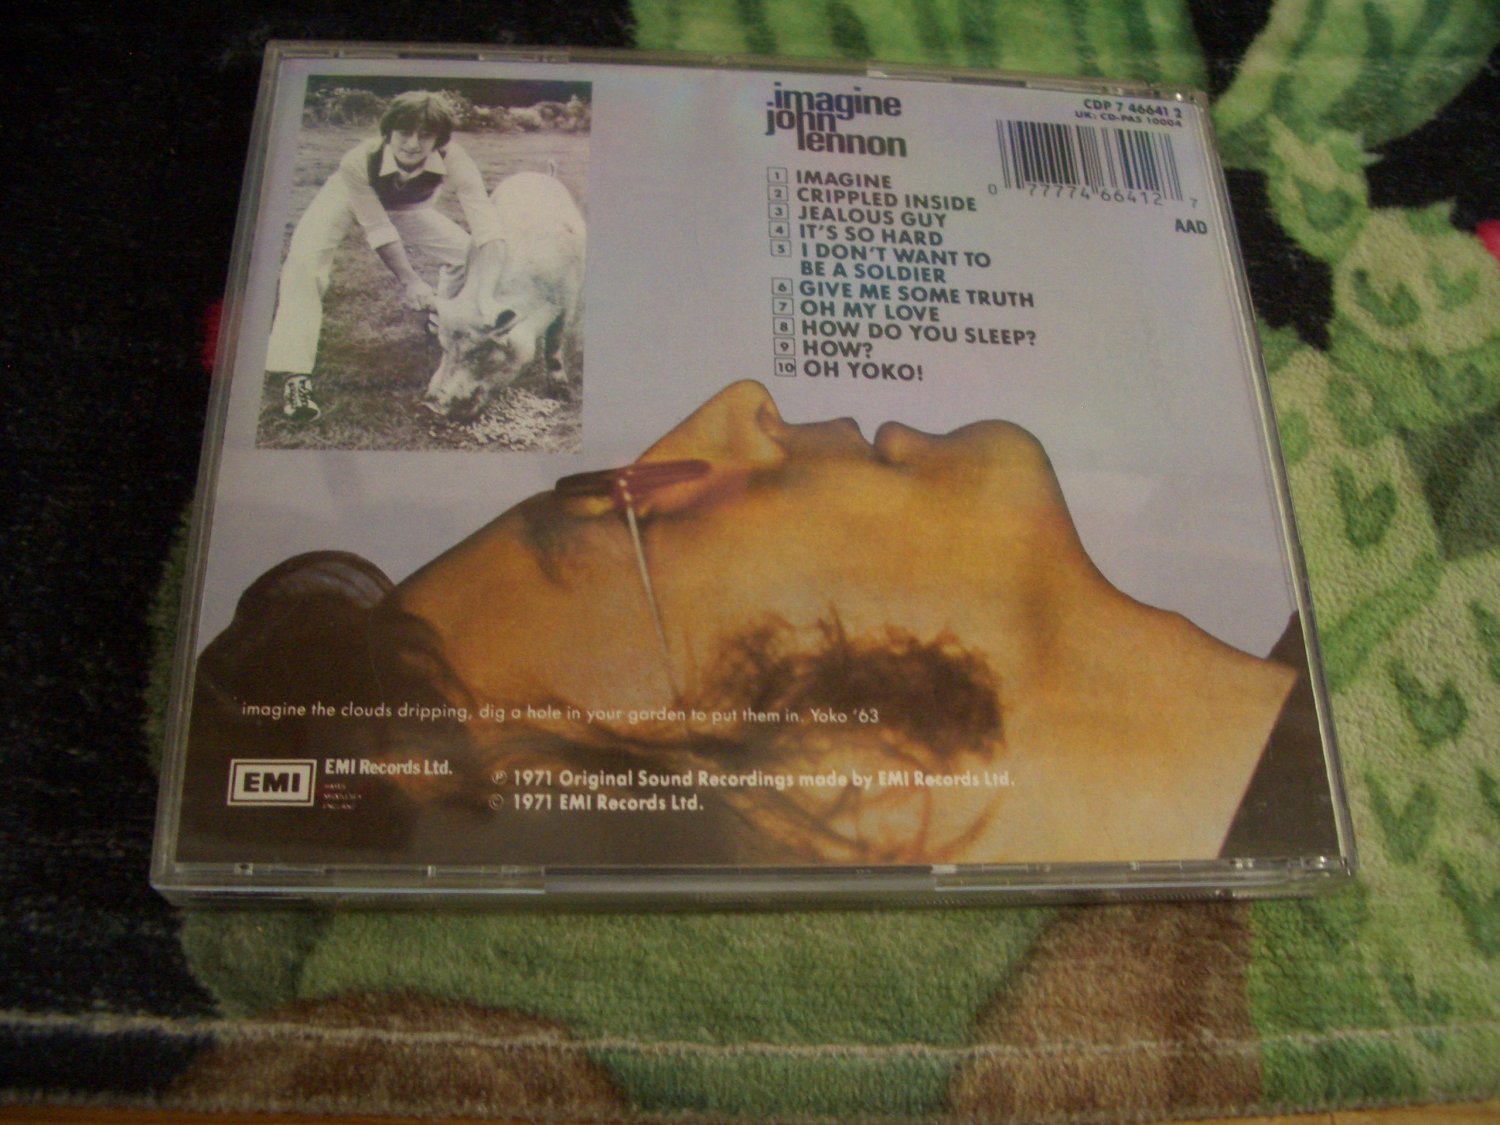 imagine
john
lennon
CDP 7 46641 2
UK: CD-PAS 10004
0 77774 66412 7
AAD
1 IMAGINE
2 CRIPPLED INSIDE
3 JEALOUS GUY
4 IT'S SO HARD
5 I DON'T WANT TO
BE A SOLDIER
6 GIVE ME SOME TRUTH
7 OH MY LOVE
8 HOW DO YOU SLEEP?
9 HOW?
10 OH YOKO!
imagine the clouds dripping, dig a hole in your garden to put them in. Yoko '63
EMI
EMI Records Ltd.
HAYES
MIDDLESEX
ENGLAND
℗ 1971 Original Sound Recordings made by EMI Records Ltd.
© 1971 EMI Records Ltd.